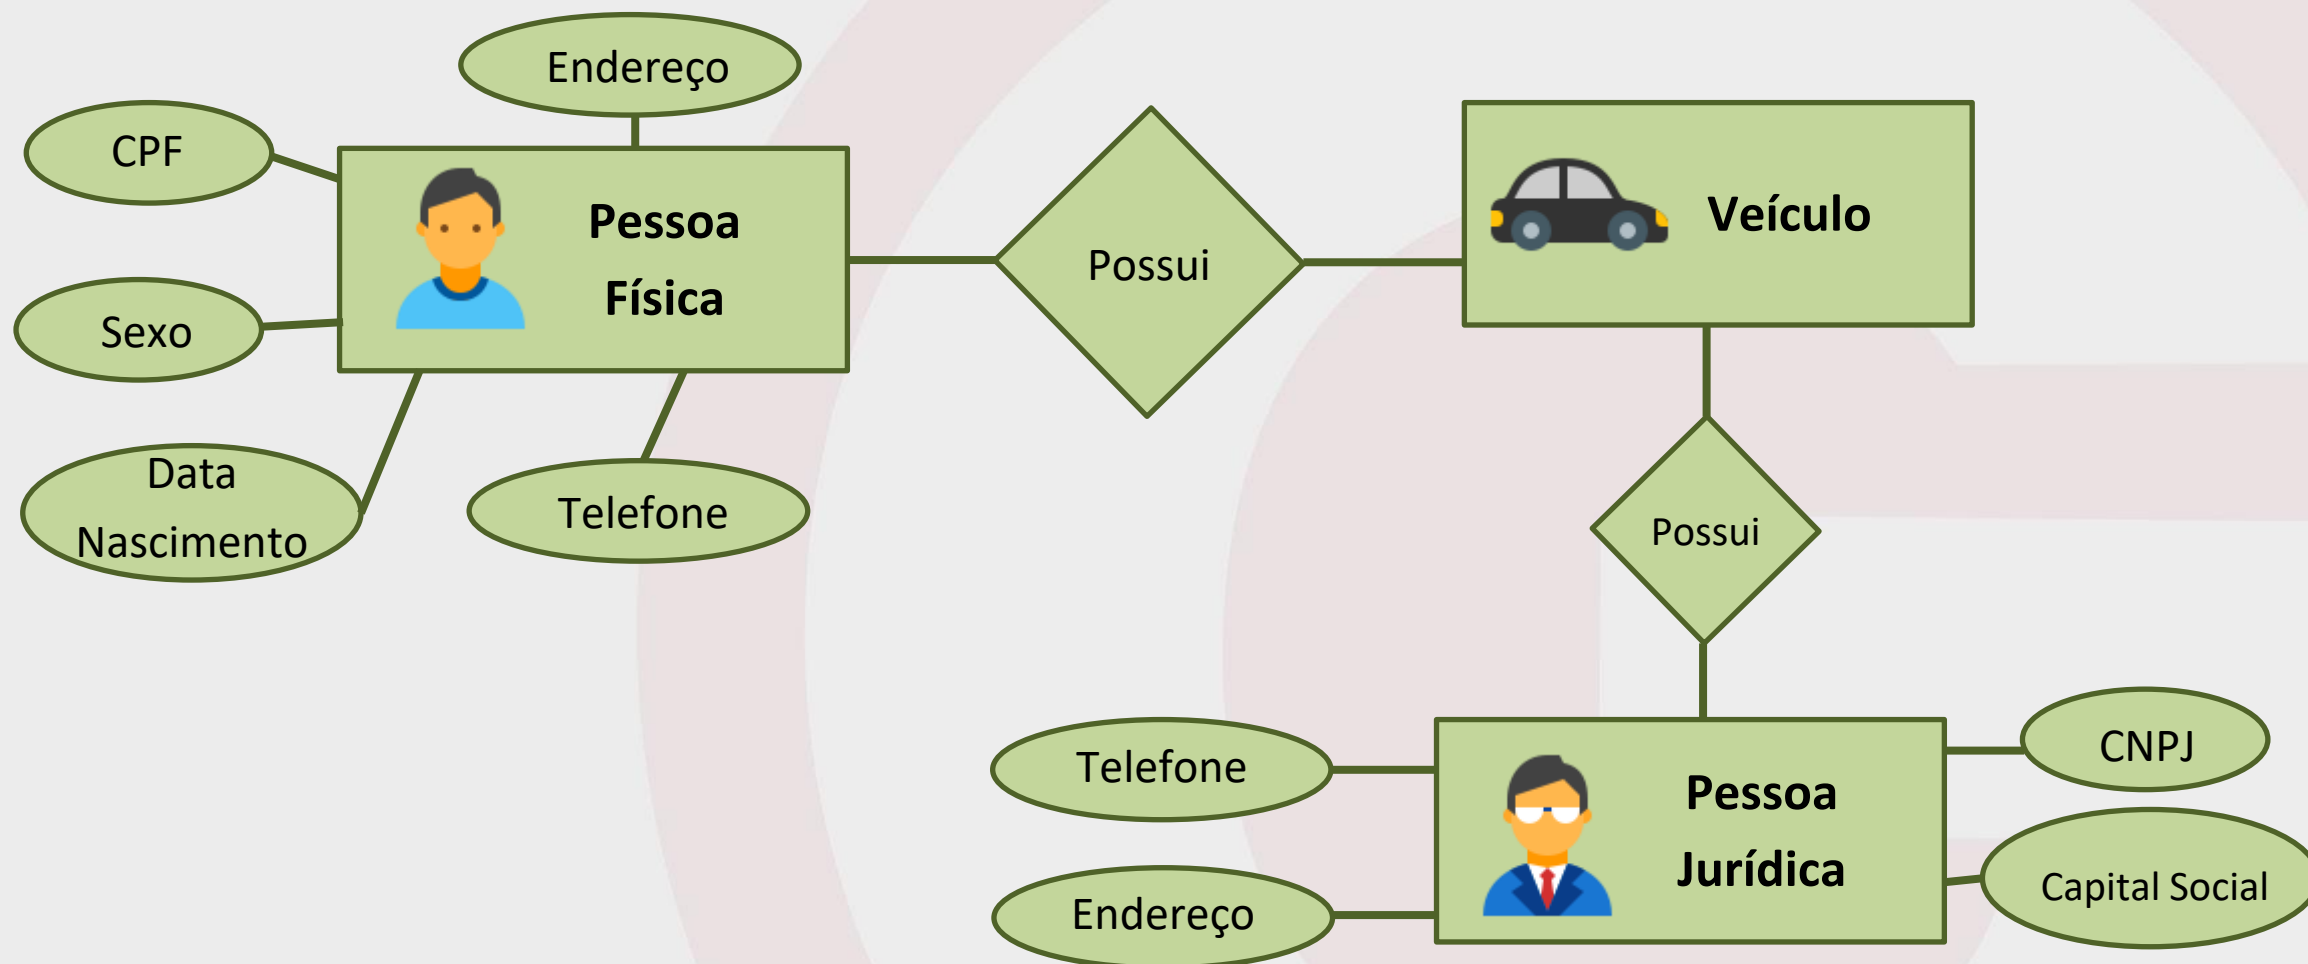 Endereço
CPF
Pessoa
Física
Sexo
Data
Nascimento
Telefone
Possui
Veículo
Possui
Telefone
Endereço
Pessoa
Jurídica
CNPJ
Capital Social